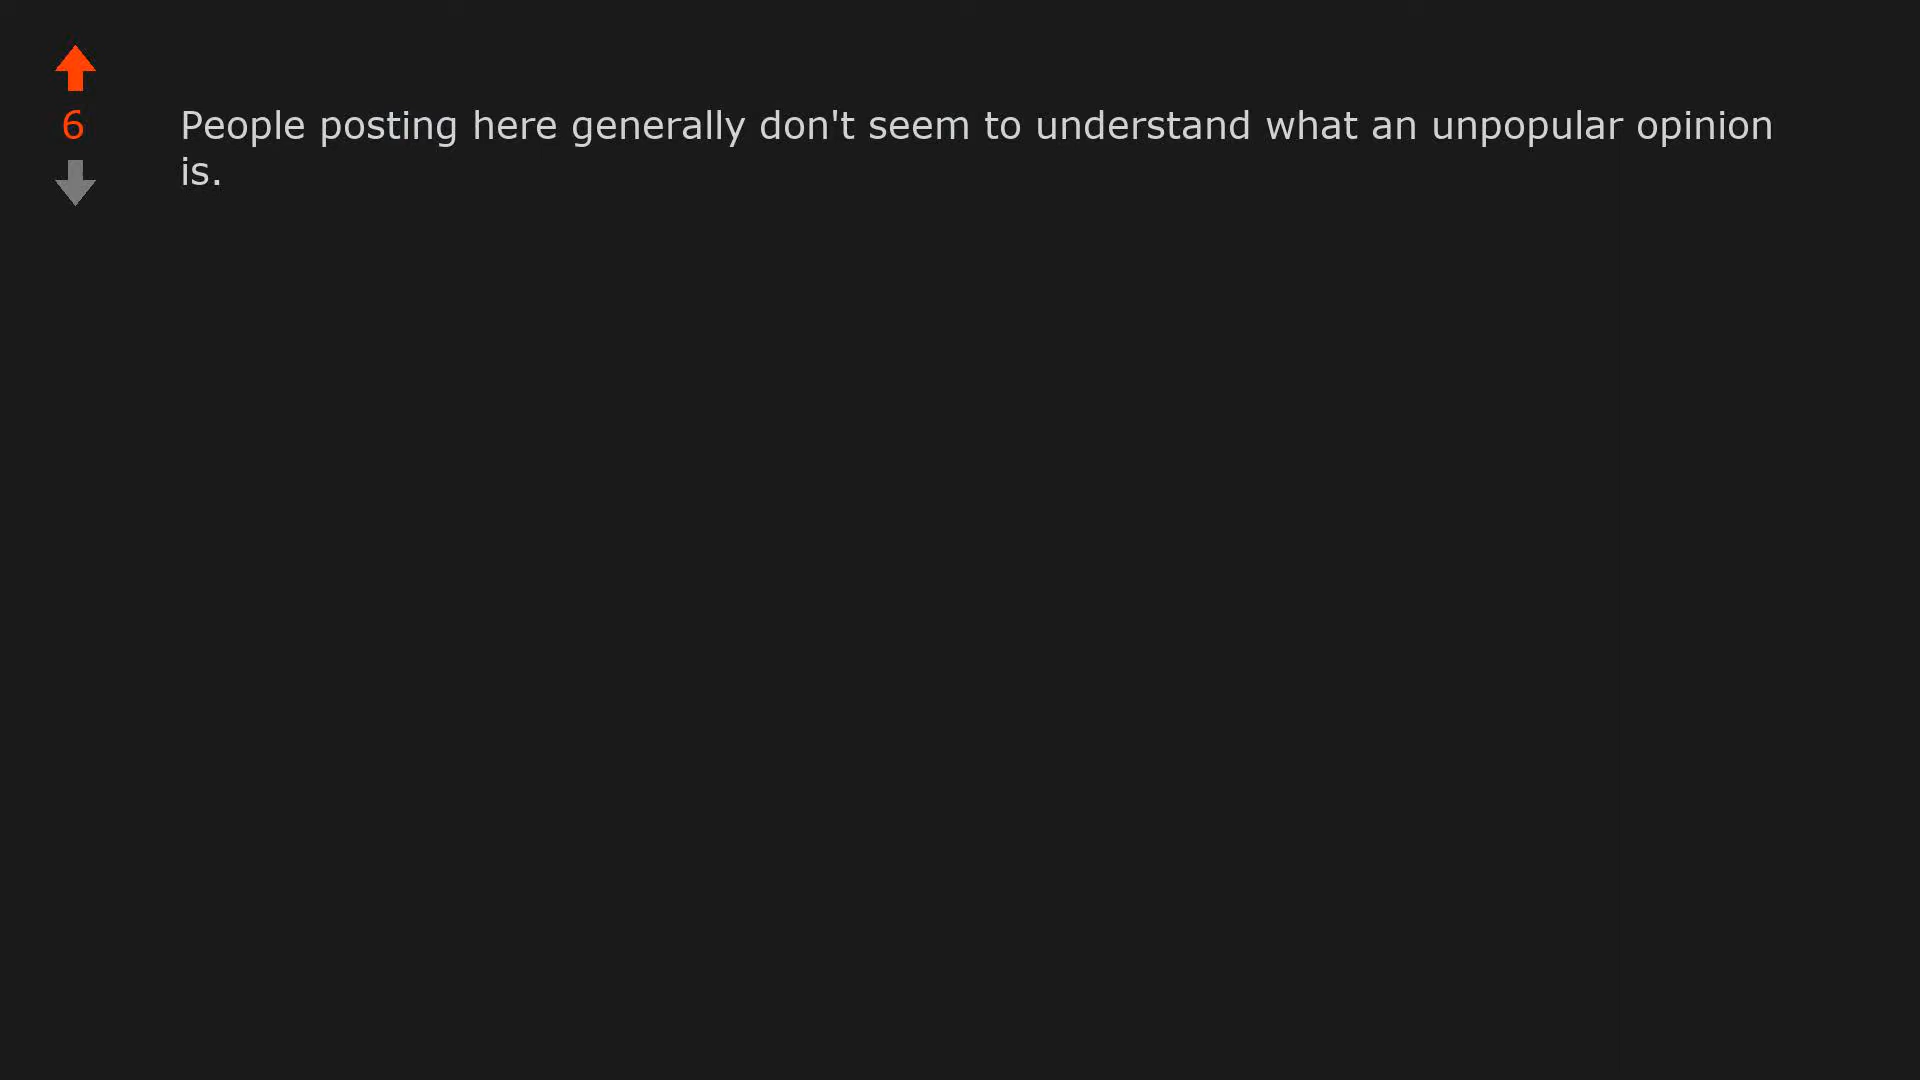 6
People posting here generally don't seem to understand what an unpopular opinion
is.